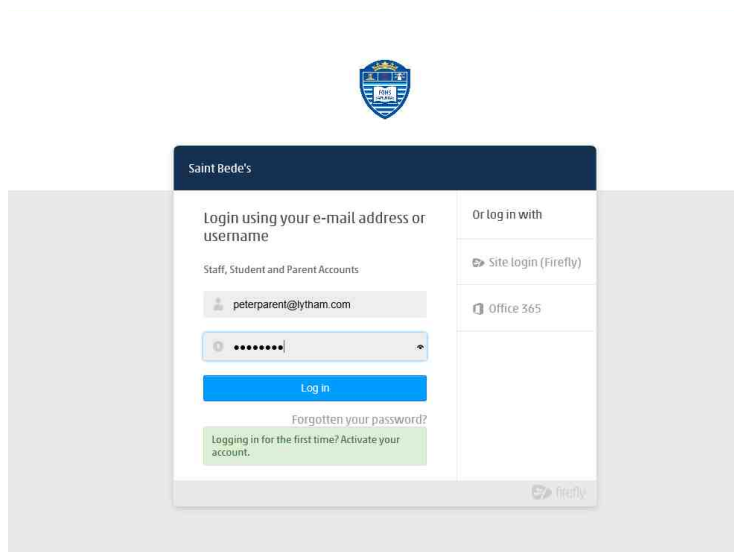 Saint Bede's
Login using your e-mail address or
username
Staff, Student and Parent Accounts
peterparent@lytham.com
●●●●●●●●
Log in
Forgotten your password?
Logging in for the first time? Activate your
account.
Or log in with
Site login (Firefly)
Office 365
firefly